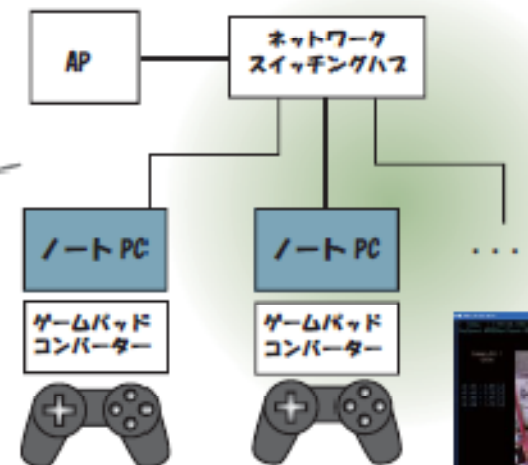 AP
ネットワーク
スイッチングハブ
ノートPC
ノートPC
・・・
ゲームパッド
コンバーター
ゲームパッド
コンバーター